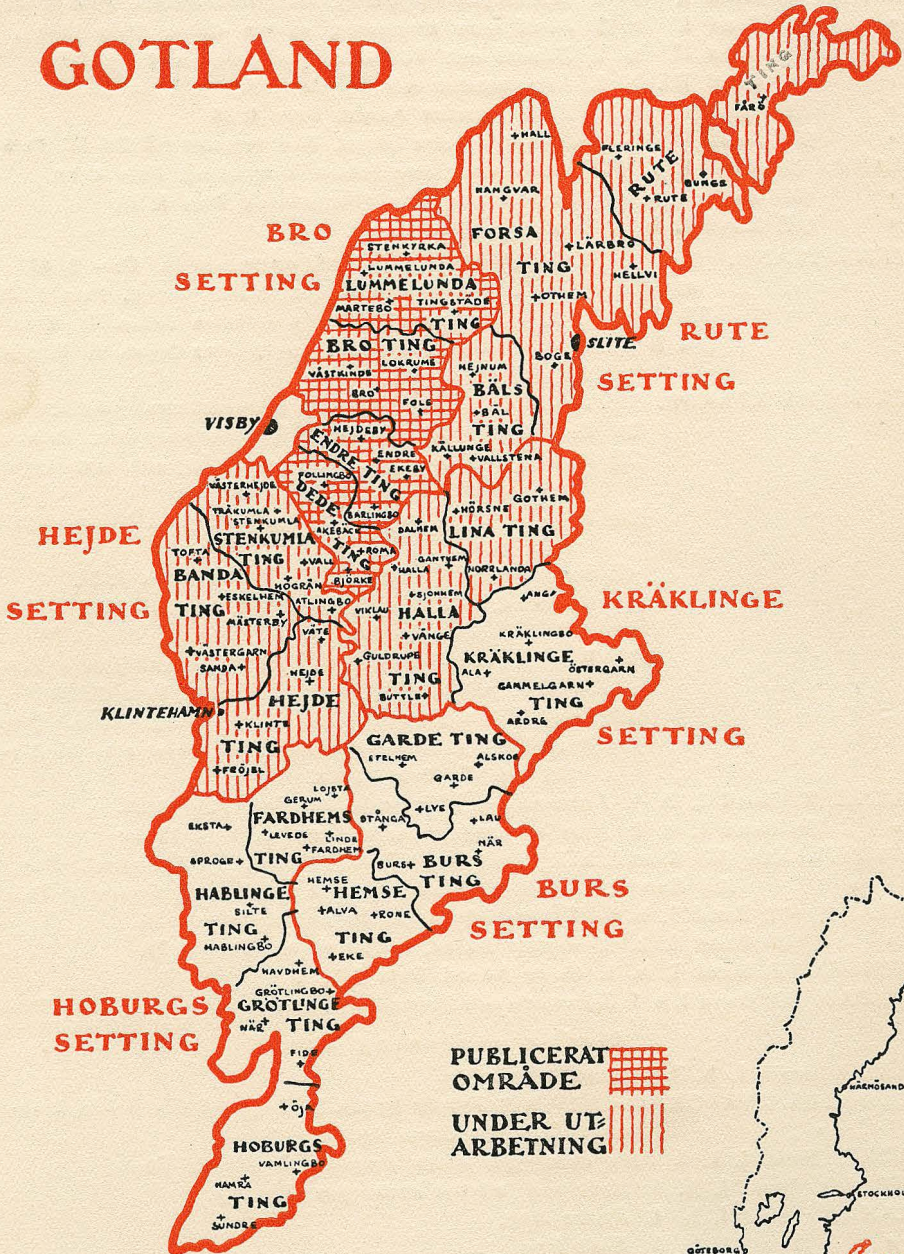 GOTLAND
TING
FÅRÖ
HALL
FLERINGE
RUTE
BUNGE
RUTE
HANGVAR
FORSA
TING
LÄRBRO
HELLVI
OTHEM
BRO
SETTING
STENKYRKA
LUMMELUNDA
LUMMELUNDA
MARTEBO
TINGSTÄDE
TING
RUTE
SETTING
SLITE
BOGE
BRO TING
LOKRUME
VÄSTKINDE
BRO
FOLE
HEJNUM
BÄLS
BÄL
TING
KÄLLUNGE
VALLSTENA
VISBY
HEJDEBY
ENDRE TING
ENDRE
EKEBY
FOLLINGBO
DEDE
BARLINGBO
AKEBÄCK
TING
ROMA
BJÖRKE
GOTHEM
HÖRSNE
LINA TING
NORRLANDA
HEJDE
SETTING
VÄSTERHEJDE
TRÄKUMLA
STENKUMLA
STENKUMLA
TING
VALL
HOGRÄN
ATLINGBO
TOFTA
BANDA
TING
ESKELHEM
MÄSTERBY
VÄSTERGARN
SANDA
DALHEM
GANTHEM
HALLA
SJONHEM
VIKLAU
HALLA
VÄNGE
GULDRUPE
TING
BUTTLE
VÄTE
HEJDE
HEJDE
KLINTEHAMN
KLINTE
TING
FRÖJEL
KRÄKLINGE
SETTING
ANG
KRÄKLINGBO
KRÄKLINGE
ÖSTERGARN
ALA
GAMMELGARN
TING
ARDRE
GARDE TING
ETELHEM
ALSKOG
GARDE
LYE
LOJSTA
GERUM
FARDHEMS
LEVEDE
LINDE
FARDHEM
TING
STÅNGA
LAU
NÄR
BURS
BURS
TING
BURS
SETTING
EKSTA
SPROGE
HABLINGE
SILTE
TING
HABLINGBO
HEMSE
HEMSE
ALVA
RONE
TING
EKE
HOBURGS
SETTING
HAVDHEM
GRÖTLINGBO
GRÖTLINGE
NÄR
TING
FIDE
ÖJA
HOBURGS
VAMLINGBO
HAMRA
TING
SUNDRE
PUBLICERAT
OMRÅDE
UNDER UT=
ARBETNING
HÄRNÖSAND
STOCKHOL
GÖTEBORG